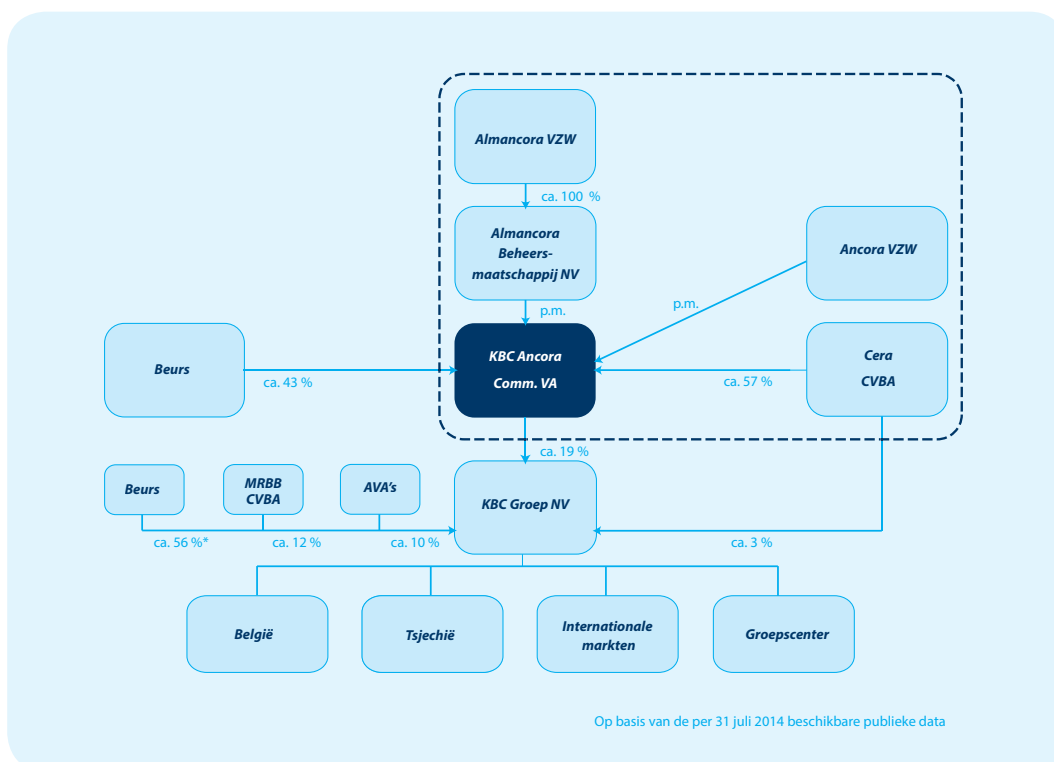 Almancora VZW
ca. 100 %
Almancora
Beheers-
maatschappij NV
Ancora VZW
p.m.
p.m.
Beurs
ca. 43 %
KBC Ancora
Comm. VA
ca. 57 %
Cera
CVBA
ca. 19 %
Beurs
MRBB
CVBA
AVA's
KBC Groep NV
ca. 56 %*
ca. 12 %
ca. 10 %
ca. 3 %
België
Tsjechië
Internationale
markten
Groepscenter
Op basis van de per 31 juli 2014 beschikbare publieke data